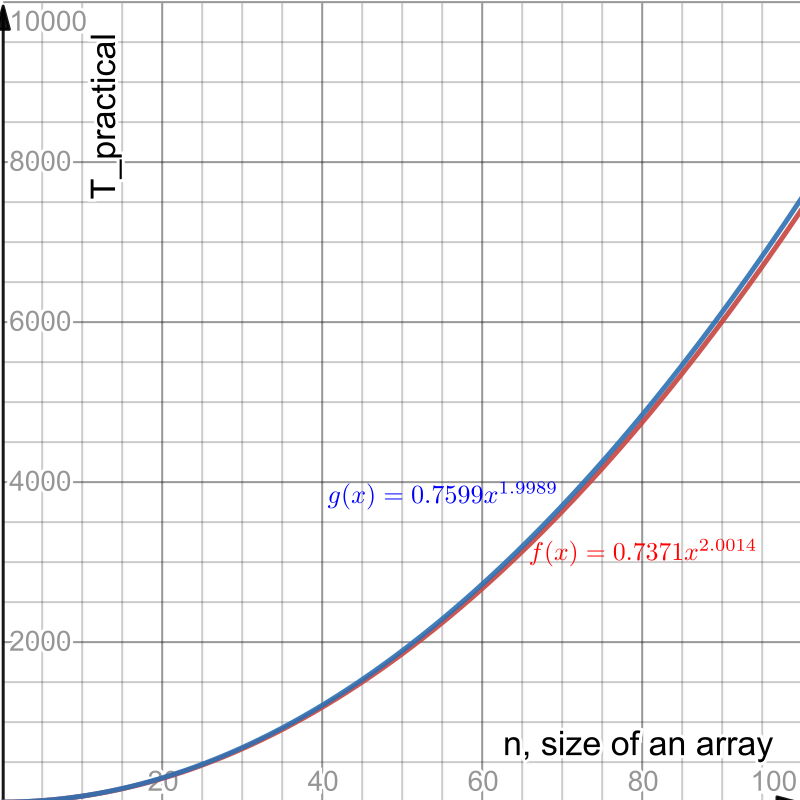 10000
T_practical
8000
6000
4000
g(x) = 0.7599x^{1.9989}
f(x) = 0.7371x^{2.0014}
2000
n, size of an array
20 40 60 80 100